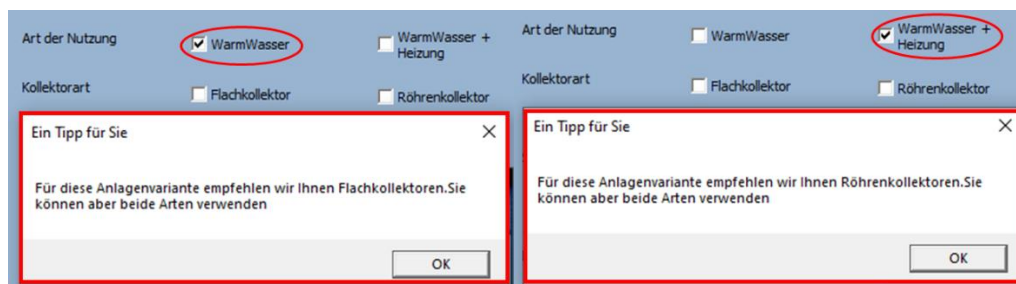 Art der Nutzung
WarmWasser
WarmWasser +
Heizung
Kollektorart
Flachkollektor
Röhrenkollektor
Ein Tipp für Sie
Für diese Anlagenvariante empfehlen wir Ihnen Flachkollektoren.Sie
können aber beide Arten verwenden
OK
Art der Nutzung
WarmWasser
WarmWasser +
Heizung
Kollektorart
Flachkollektor
Röhrenkollektor
Ein Tipp für Sie
Für diese Anlagenvariante empfehlen wir Ihnen Röhrenkollektoren.Sie
können aber beide Arten verwenden
OK